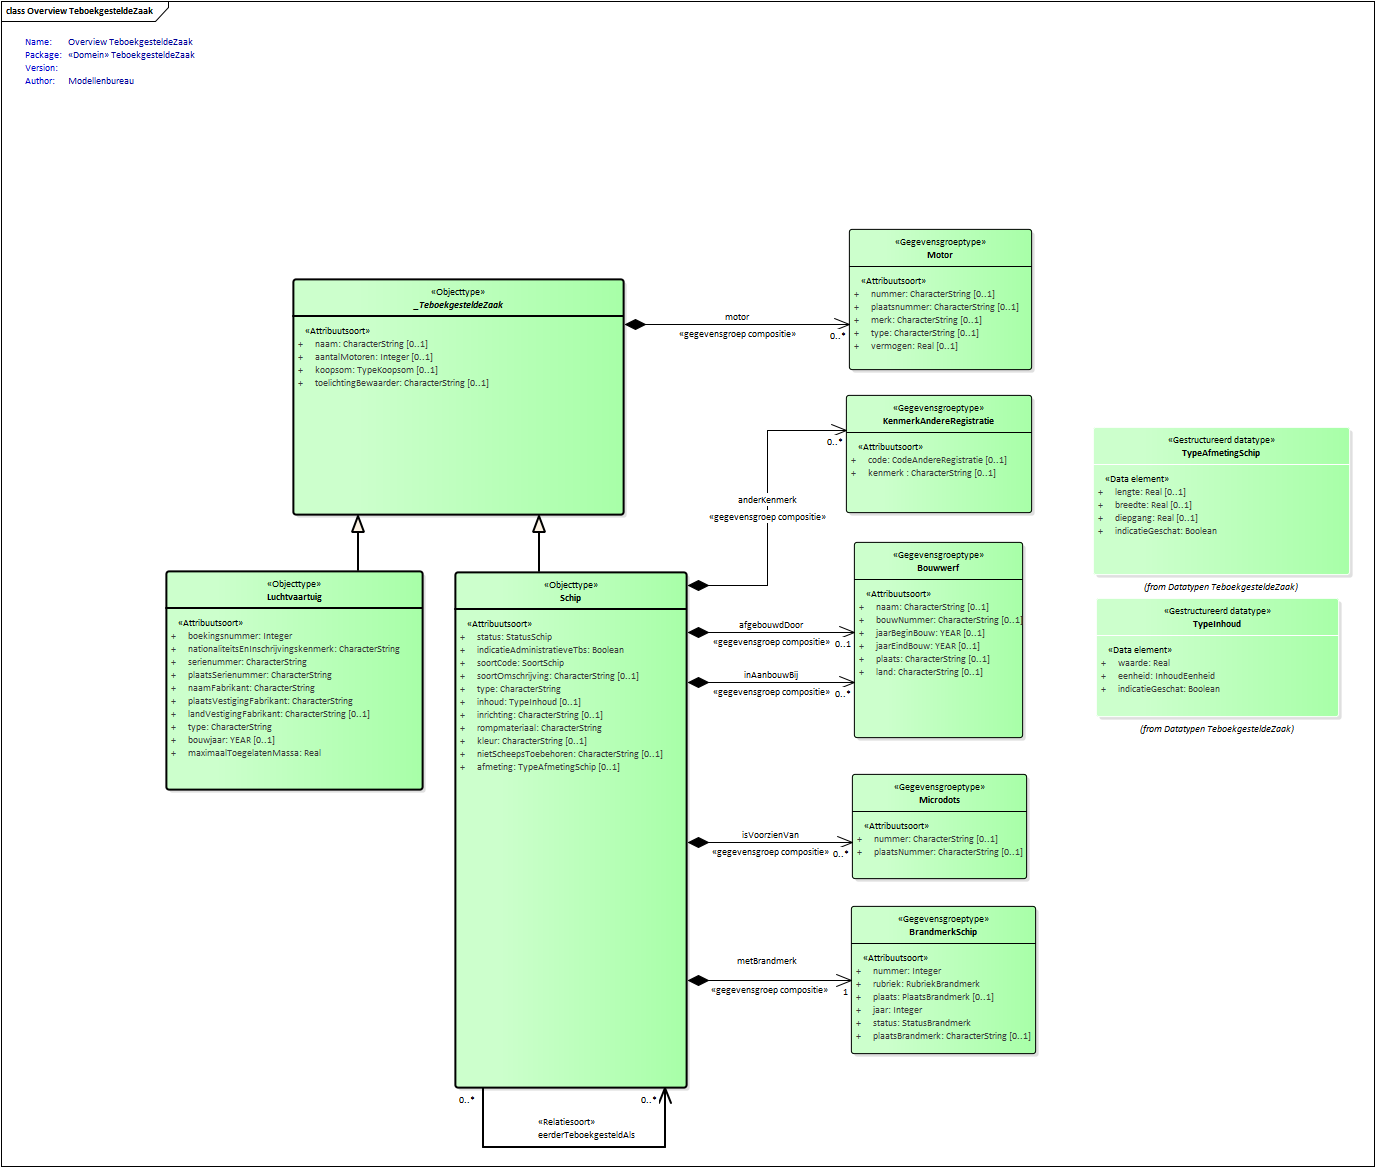 class Overview TeboekgesteldeZaak
Name: Overview TeboekgesteldeZaak
Package: «Domein» TeboekgesteldeZaak
Version:
Author: Modellenbureau
«Objecttype»
_TeboekgesteldeZaak
«Attribuutsoort»
+ naam: CharacterString [0..1]
+ aantalMotoren: Integer [0..1]
+ koopsom: TypeKoopsom [0..1]
+ toelichtingBewaarder: CharacterString [0..1]
motor
«gegevensgroep compositie»
0..*
«Gegevensgroeptype»
Motor
«Attribuutsoort»
+ nummer: CharacterString [0..1]
+ plaatsnummer: CharacterString [0..1]
+ merk: CharacterString [0..1]
+ type: CharacterString [0..1]
+ vermogen: Real [0..1]
anderKenmerk
«gegevensgroep compositie»
0..*
«Gegevensgroeptype»
KenmerkAndereRegistratie
«Attribuutsoort»
+ code: CodeAndereRegistratie [0..1]
+ kenmerk : CharacterString [0..1]
«Gestructureerd datatype»
TypeAfmetingSchip
«Data element»
+ lengte: Real [0..1]
+ breedte: Real [0..1]
+ diepgang: Real [0..1]
+ indicatieGeschat: Boolean
(from Datatypen TeboekgesteldeZaak)
«Gestructureerd datatype»
TypeInhoud
«Data element»
+ waarde: Real
+ eenheid: InhoudEenheid
+ indicatieGeschat: Boolean
(from Datatypen TeboekgesteldeZaak)
«Objecttype»
Luchtvaartuig
«Attribuutsoort»
+ boekingsnummer: Integer
+ nationaliteitsEnInschrijvingskenmerk: CharacterString
+ serienummer: CharacterString
+ plaatsSerienummer: CharacterString
+ naamFabrikant: CharacterString
+ plaatsVestigingFabrikant: CharacterString
+ landVestigingFabrikant: CharacterString [0..1]
+ type: CharacterString
+ bouwjaar: YEAR [0..1]
+ maximaalToegelatenMassa: Real
«Objecttype»
Schip
«Attribuutsoort»
+ status: StatusSchip
+ indicatieAdministratieveTbs: Boolean
+ soortCode: SoortSchip
+ soortOmschrijving: CharacterString [0..1]
+ type: CharacterString
+ inhoud: TypeInhoud [0..1]
+ inrichting: CharacterString [0..1]
+ rompmateriaal: CharacterString
+ kleur: CharacterString [0..1]
+ nietScheepsToebehoren: CharacterString [0..1]
+ afmeting: TypeAfmetingSchip [0..1]
afgebouwdDoor
«gegevensgroep compositie»
0..1
inAanbouwBij
«gegevensgroep compositie»
0..*
«Gegevensgroeptype»
Bouwwerf
«Attribuutsoort»
+ naam: CharacterString [0..1]
+ bouwNummer: CharacterString [0..1]
+ jaarBeginBouw: YEAR [0..1]
+ jaarEindBouw: YEAR [0..1]
+ plaats: CharacterString [0..1]
+ land: CharacterString [0..1]
isVoorzienVan
«gegevensgroep compositie»
0..*
«Gegevensgroeptype»
Microdots
«Attribuutsoort»
+ nummer: CharacterString [0..1]
+ plaatsNummer: CharacterString [0..1]
metBrandmerk
«gegevensgroep compositie»
1
«Gegevensgroeptype»
BrandmerkSchip
«Attribuutsoort»
+ nummer: Integer
+ rubriek: RubriekBrandmerk
+ plaats: PlaatsBrandmerk [0..1]
+ jaar: Integer
+ status: StatusBrandmerk
+ plaatsBrandmerk: CharacterString [0..1]
0..*
0..*
«Relatiesoort»
eerderTeboekgesteldAls